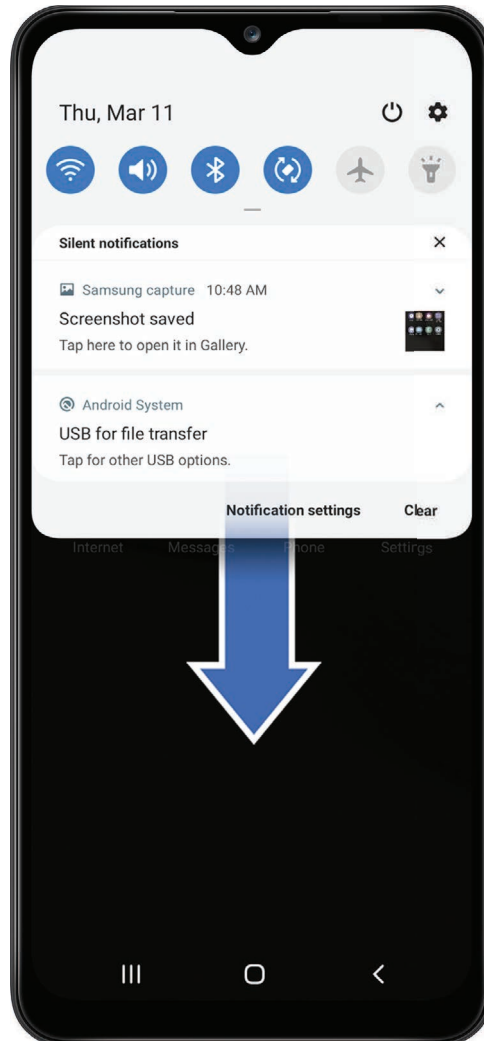 Thu, Mar 11
Silent notifications
Samsung capture 10:48 AM
Screenshot saved
Tap here to open it in Gallery.
Android System
USB for file transfer
Tap for other USB options.
Notification settings Clear
Internet Messages Phone Settings